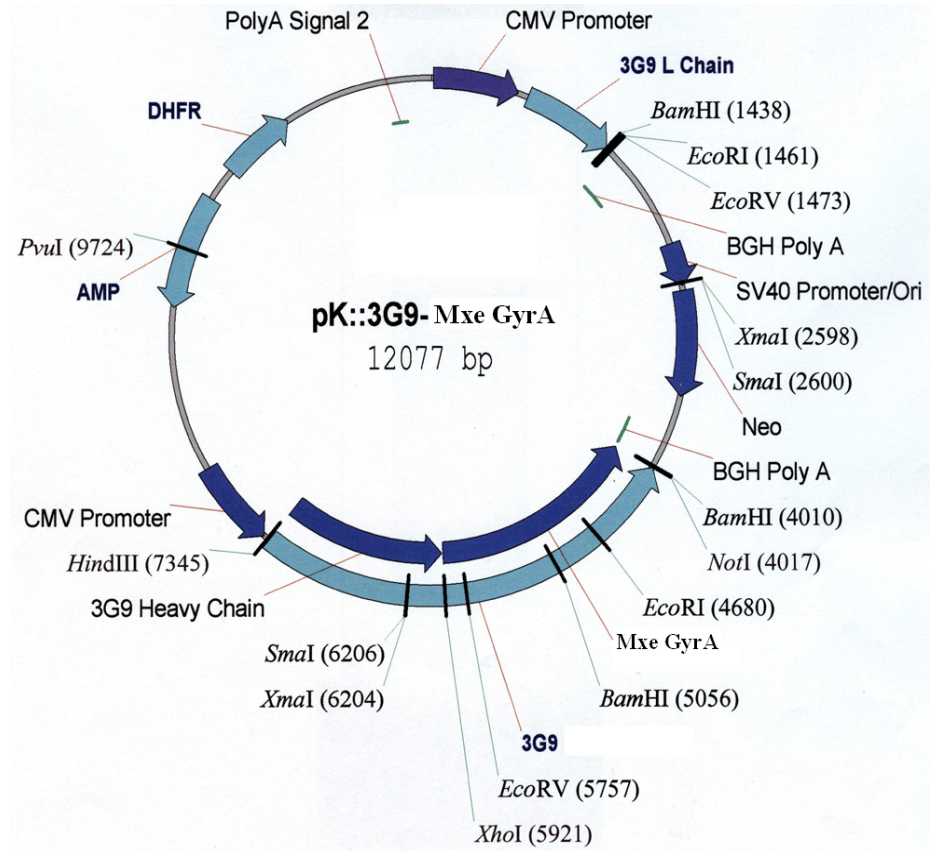 PolyA Signal 2
CMV Promoter
3G9 L Chain
DHFR
BamHI (1438)
EcoRI (1461)
EcoRV (1473)
PvuI (9724)
BGH Poly A
AMP
SV40 Promoter/Ori
pK::3G9- Mxe GyrA
12077 bp
XmaI (2598)
SmaI (2600)
Neo
BGH Poly A
CMV Promoter
BamHI (4010)
HindIII (7345)
NotI (4017)
3G9 Heavy Chain
EcoRI (4680)
Mxe GyrA
SmaI (6206)
XmaI (6204)
BamHI (5056)
3G9
EcoRV (5757)
XhoI (5921)